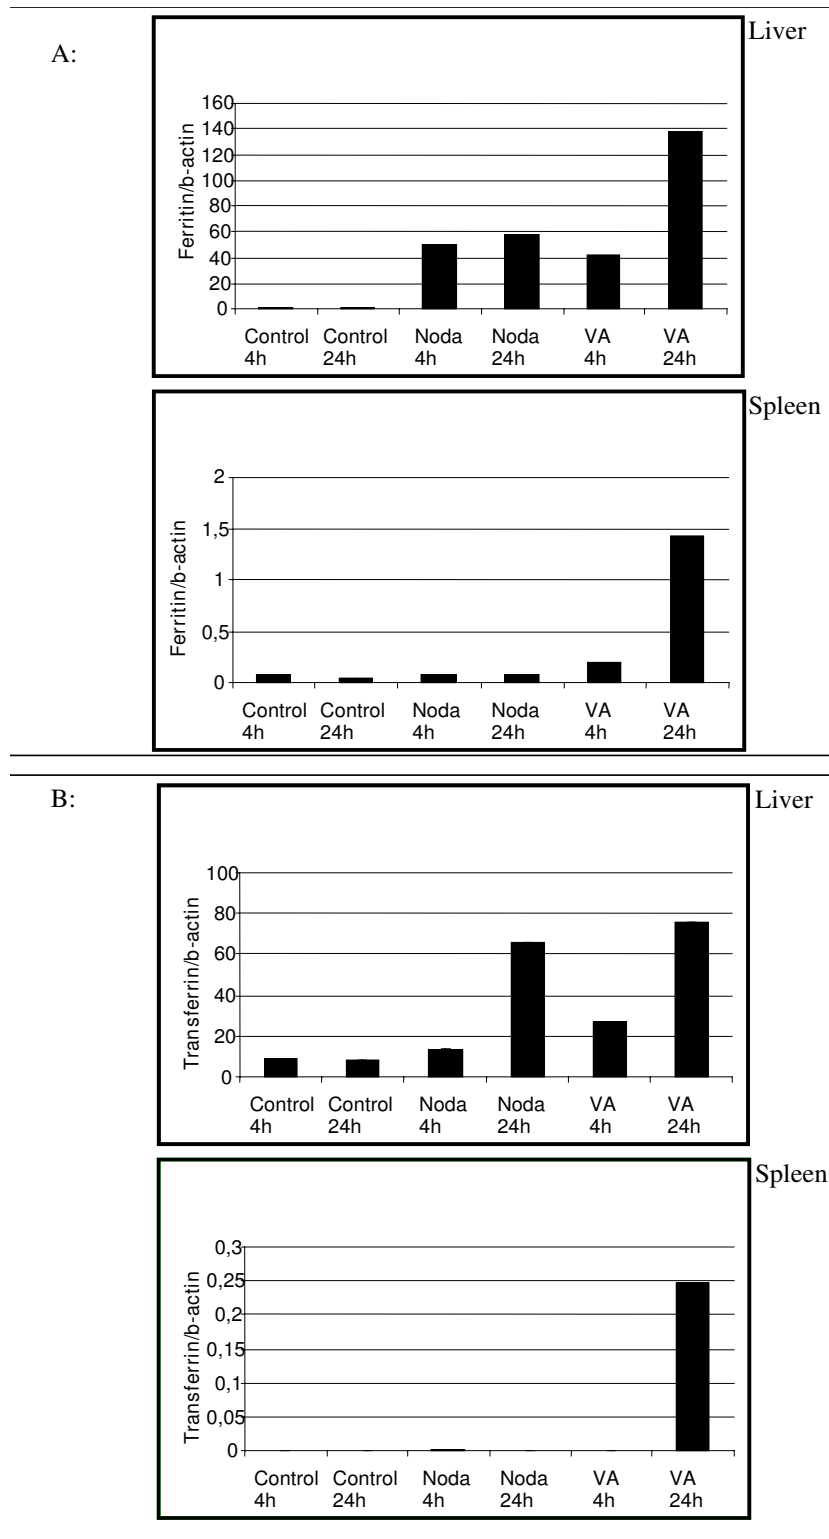 A:
Liver
Ferritin/b-actin
160
140
120
100
80
60
40
20
0
Control 4h
Control 24h
Noda 4h
Noda 24h
VA 4h
VA 24h
Spleen
Ferritin/b-actin
2
1,5
1
0,5
0
Control 4h
Control 24h
Noda 4h
Noda 24h
VA 4h
VA 24h
B:
Liver
Transferrin/b-actin
100
80
60
40
20
0
Control 4h
Control 24h
Noda 4h
Noda 24h
VA 4h
VA 24h
Spleen
Transferrin/b-actin
0,3
0,25
0,2
0,15
0,1
0,05
0
Control 4h
Control 24h
Noda 4h
Noda 24h
VA 4h
VA 24h